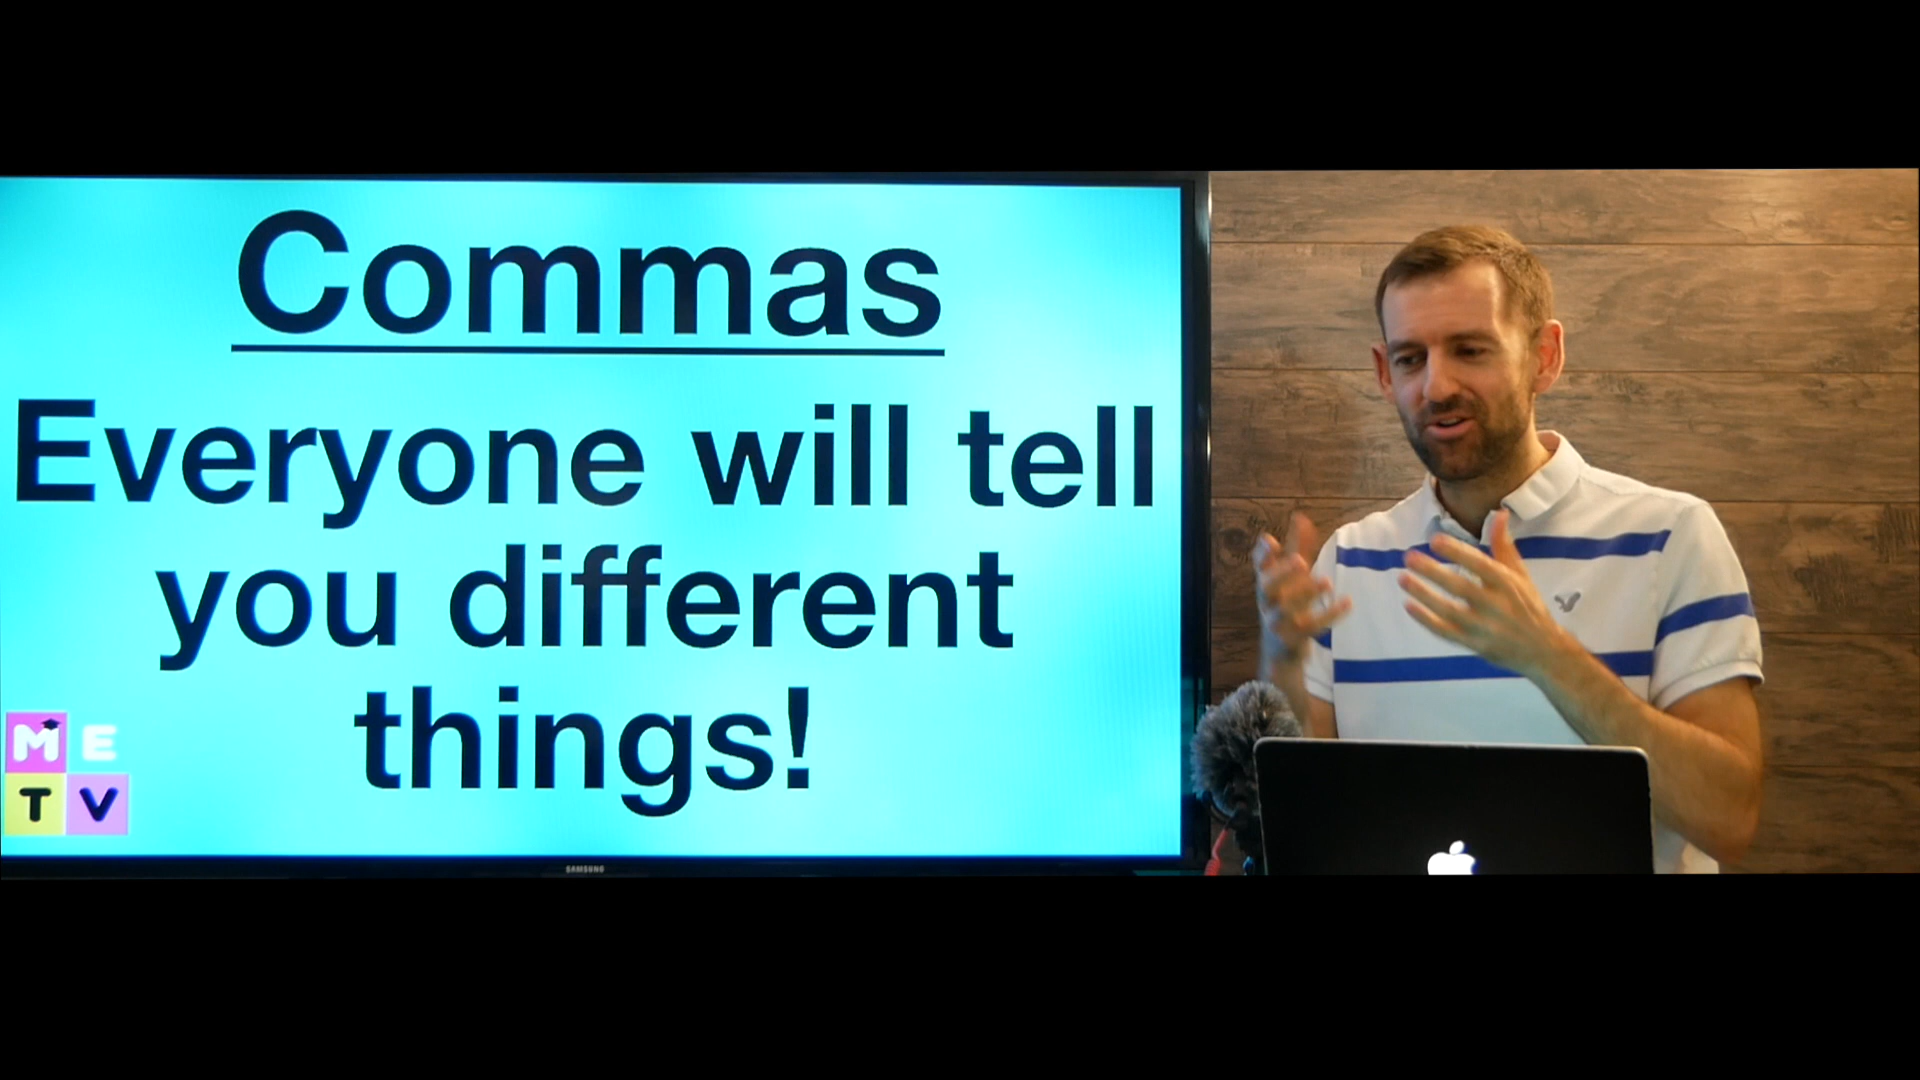 Commas
Everyone will tell
you different
things!
M E
T V
SAMSUNG